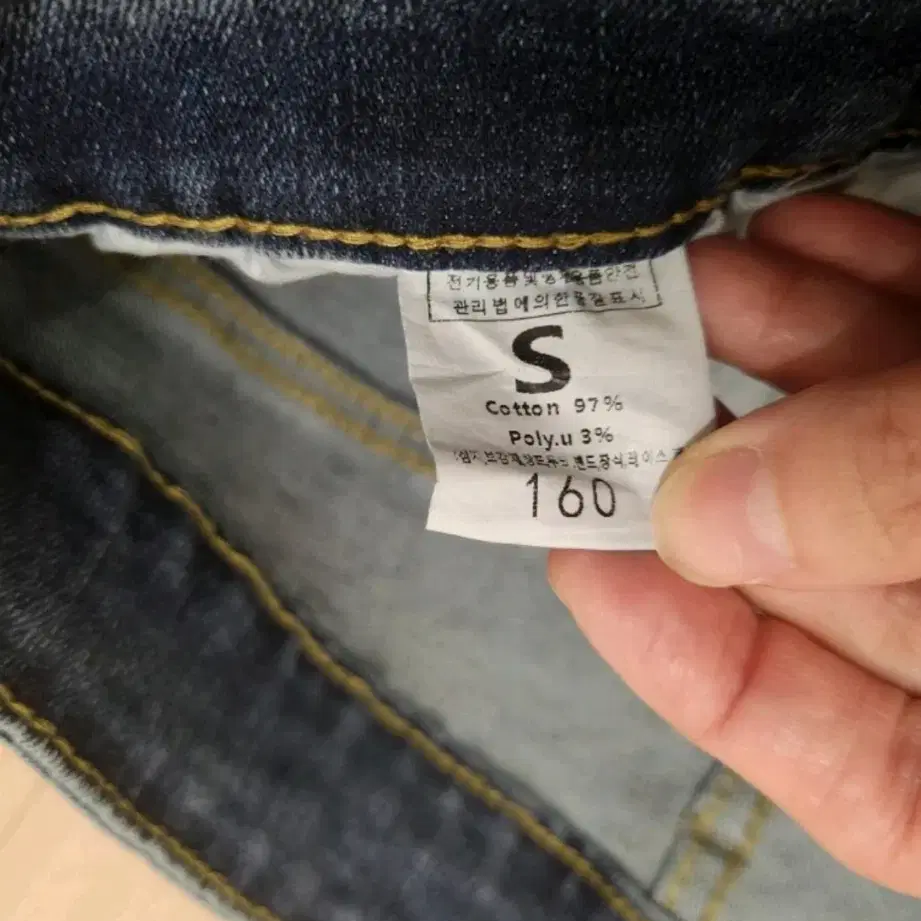 전기용품및생활용품안전
관리법에의한품질표시
S
Cotton 97%
Poly.u 3%
160